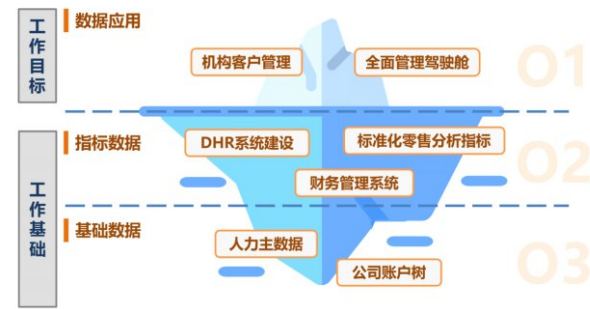 工作目标
数据应用
机构客户管理
全面管理驾驶舱
01
工作基础
指标数据
DHR系统建设
标准化零售分析指标
财务管理系统
02
基础数据
人力主数据
公司账户树
03